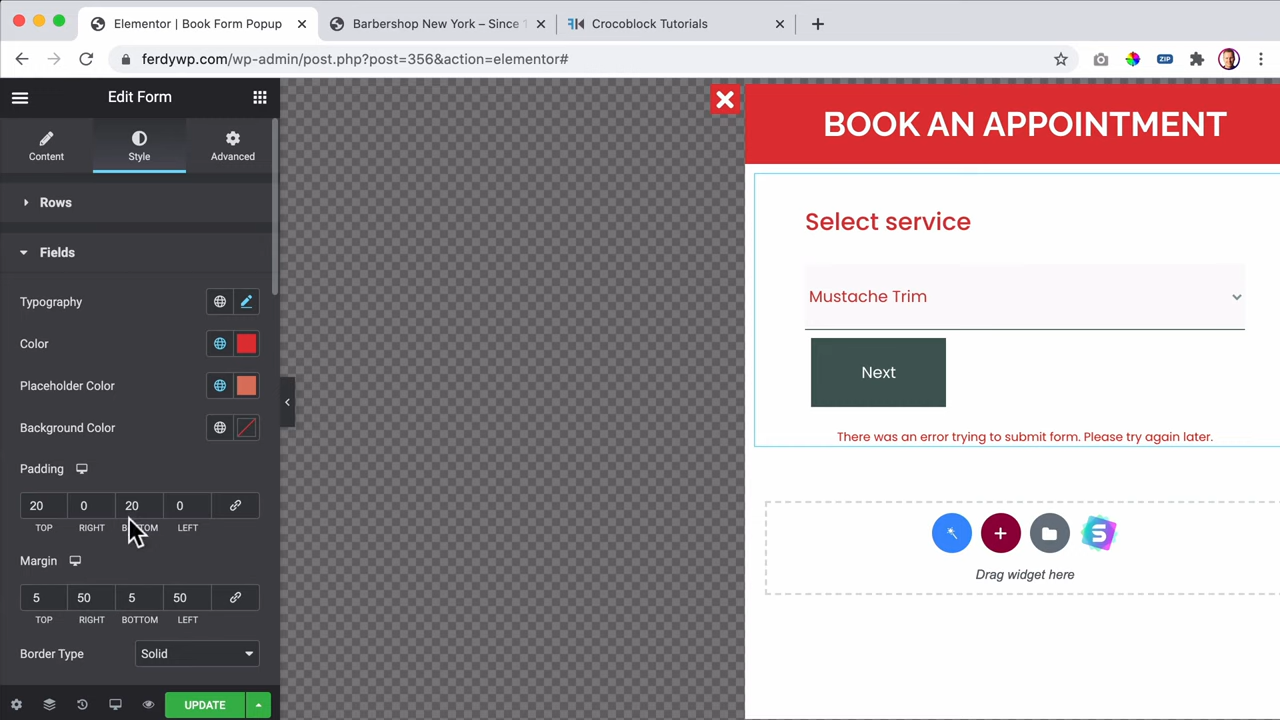 Elementor | Book Form Popup
Barbershop New York – Since 1
Crocoblock Tutorials
ferdywp.com/wp-admin/post.php?post=356&action=elementor#
ZIP
Edit Form
Content
Style
Advanced
Rows
Fields
Typography
Color
Placeholder Color
Background Color
Padding
20 0 20 0
TOP RIGHT BOTTOM LEFT
Margin
5 50 5 50
TOP RIGHT BOTTOM LEFT
Border Type
Solid
UPDATE
BOOK AN APPOINTMENT
Select service
Mustache Trim
Next
There was an error trying to submit form. Please try again later.
Drag widget here